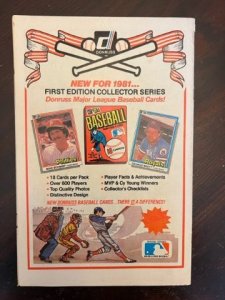 DONRUSS
NEW FOR 1981...
FIRST EDITION COLLECTOR SERIES
Donruss Major League Baseball Cards!
BASEBALL
• 18 Cards per Pack
• Over 600 Players
• Top Quality Photos
• Distinctive Design
• Player Facts & Achievements
• MVP & Cy Young Winners
• Collector's Checklists
NEW DONRUSS BASEBALL CARDS...THERE IS A DIFFERENCE!